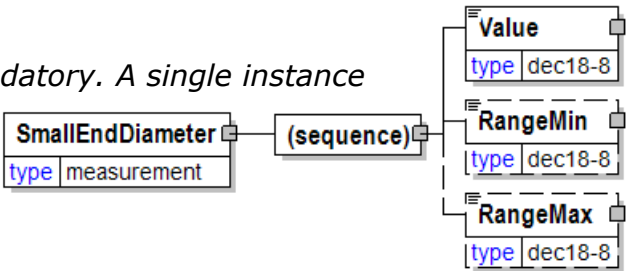 Value
type dec18-8
datory. A single instance
SmallEndDiameter
type measurement
(sequence)
RangeMin
type dec18-8
RangeMax
type dec18-8